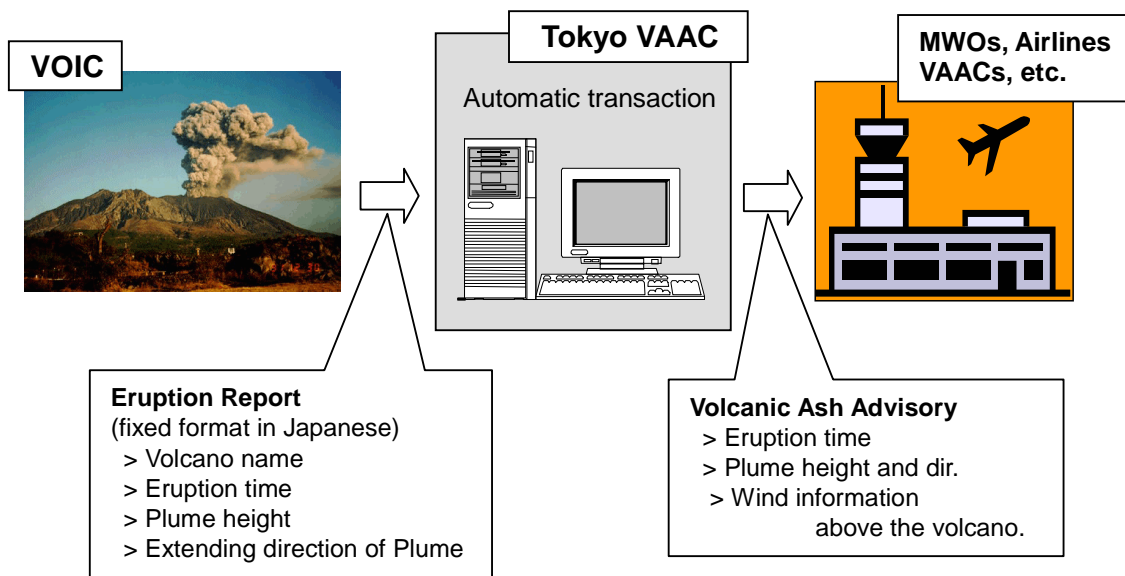 VOIC
Tokyo VAAC
Automatic transaction
MWOs, Airlines
VAACs, etc.
Eruption Report
(fixed format in Japanese)
> Volcano name
> Eruption time
> Plume height
> Extending direction of Plume
Volcanic Ash Advisory
> Eruption time
> Plume height and dir.
> Wind information
above the volcano.